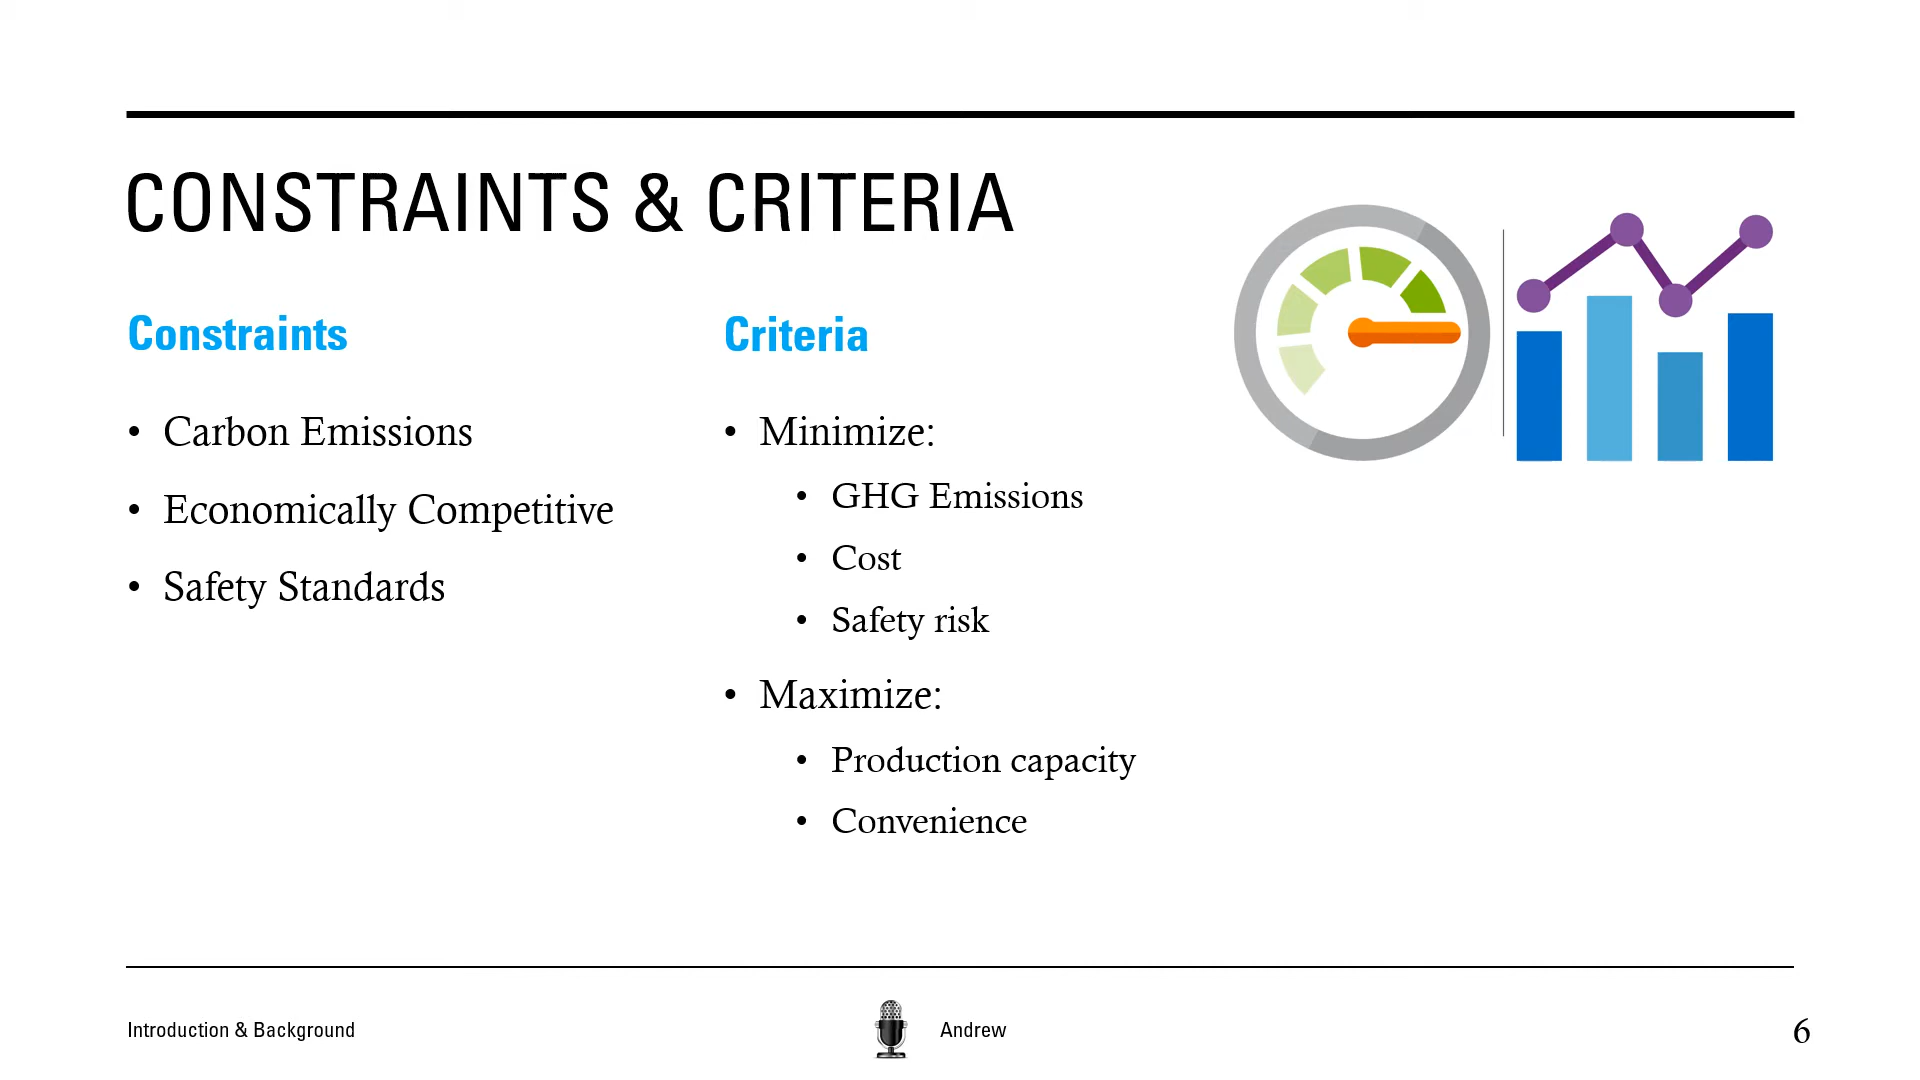 CONSTRAINTS & CRITERIA
Constraints
• Carbon Emissions
• Economically Competitive
• Safety Standards
Criteria
• Minimize:
• GHG Emissions
• Cost
• Safety risk
• Maximize:
• Production capacity
• Convenience
Introduction & Background
Andrew
6